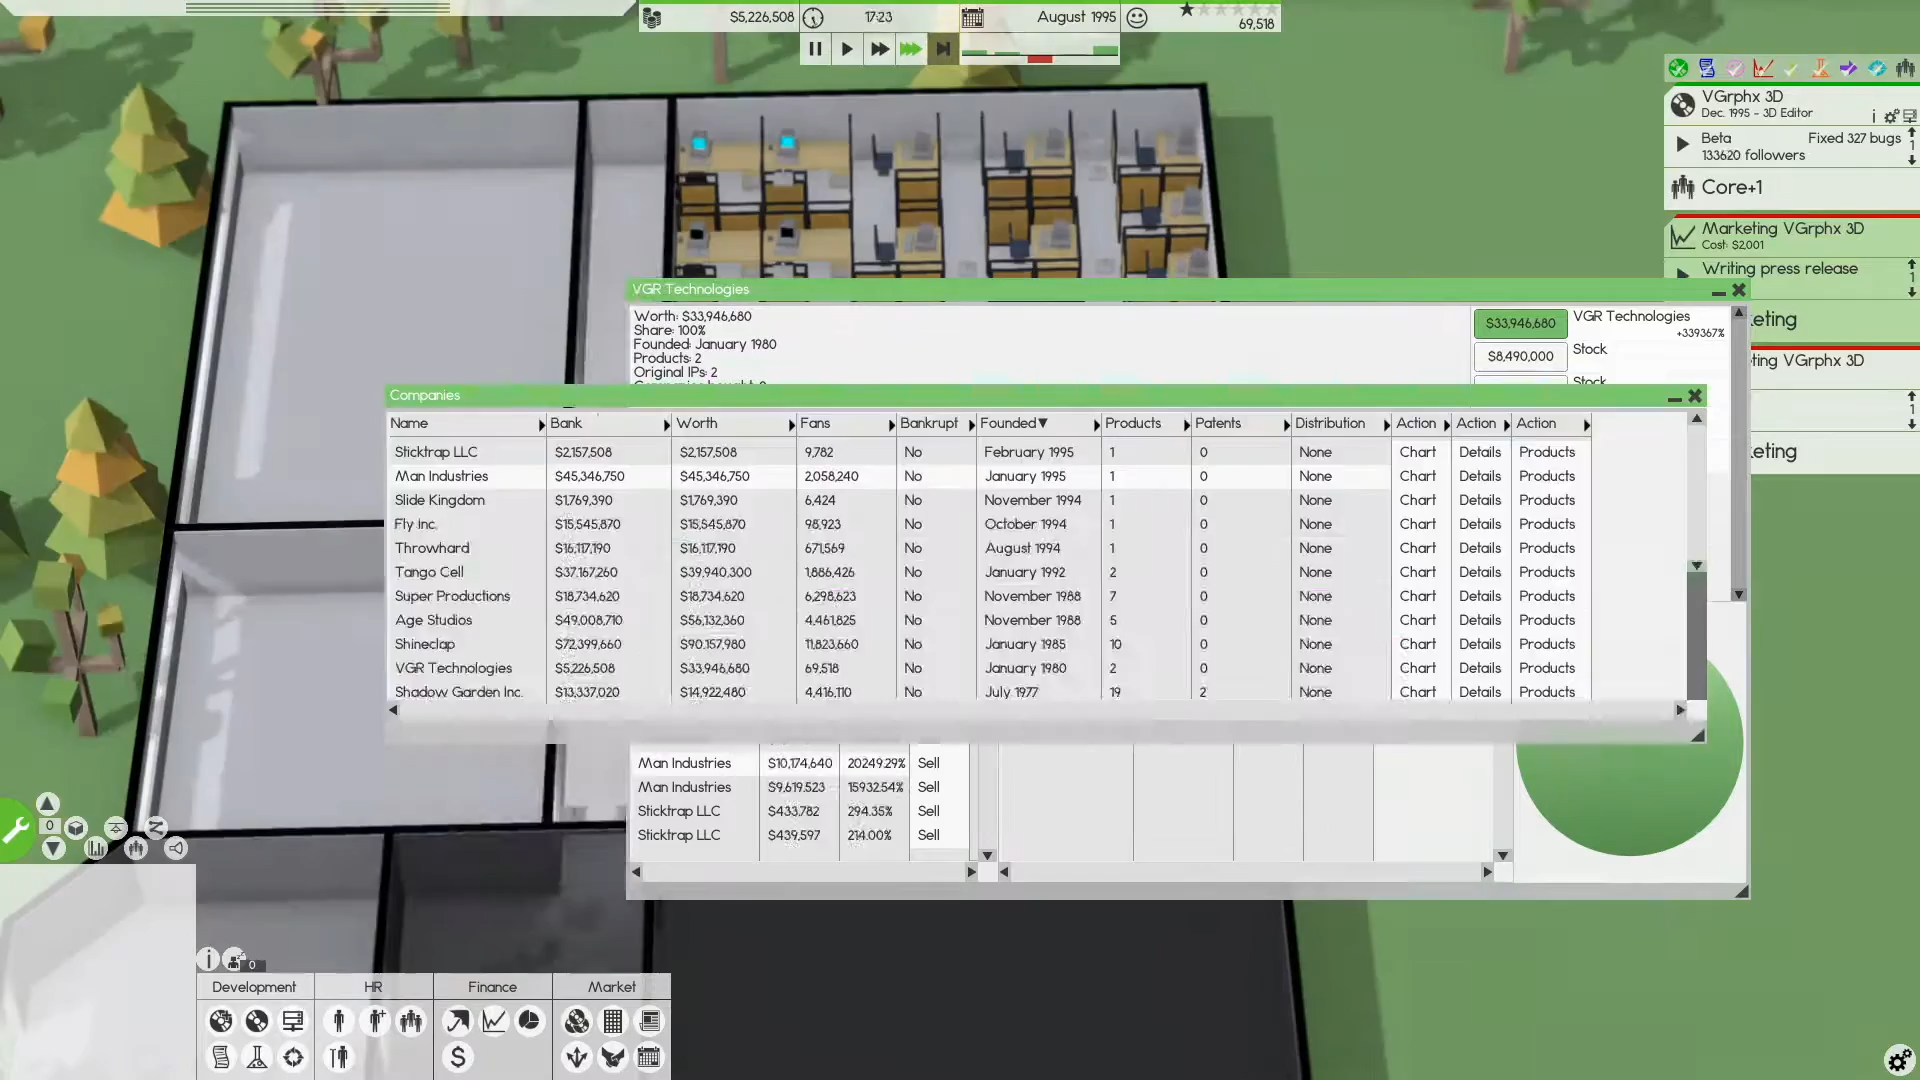 $5,226,508
17:23
August 1995
69,518
VGrphx 3D
Dec. 1995 - 3D Editor
Beta
Fixed 327 bugs
133620 followers
1
Core+1
Marketing VGrphx 3D
Cost: $2,001
Writing press release
1
VGR Technologies
Worth: $33,946,680
Share: 100%
Founded: January 1980
Products: 2
Original IPs: 2
$33,946,680
VGR Technologies
+339367%
$8,490,000
Stock
Stock
keting
ting VGrphx 3D
1
keting
Companies
Name Bank Worth Fans Bankrupt Founded▼ Products Patents Distribution Action Action Action
Sticktrap LLC $2,157,508 $2,157,508 9,782 No February 1995 1 0 None Chart Details Products
Man Industries $45,346,750 $45,346,750 2,058,240 No January 1995 1 0 None Chart Details Products
Slide Kingdom $1,769,390 $1,769,390 6,424 No November 1994 1 0 None Chart Details Products
Fly Inc. $15,545,870 $15,545,870 98,923 No October 1994 1 0 None Chart Details Products
Throwhard $16,117,190 $16,117,190 671,569 No August 1994 1 0 None Chart Details Products
Tango Cell $37,167,260 $39,940,300 1,886,426 No January 1992 2 0 None Chart Details Products
Super Productions $18,734,620 $18,734,620 6,298,623 No November 1988 7 0 None Chart Details Products
Age Studios $49,008,710 $56,132,360 4,461,825 No November 1988 5 0 None Chart Details Products
Shineclap $72,399,660 $90,157,980 11,823,660 No January 1985 10 0 None Chart Details Products
VGR Technologies $5,226,508 $33,946,680 69,518 No January 1980 2 0 None Chart Details Products
Shadow Garden Inc. $13,337,020 $14,922,480 4,416,110 No July 1977 19 2 None Chart Details Products
Man Industries $10,174,640 20249.29% Sell
Man Industries $9,619,523 15932.54% Sell
Sticktrap LLC $433,782 294.35% Sell
Sticktrap LLC $439,597 214.00% Sell
0
0
Development HR Finance Market